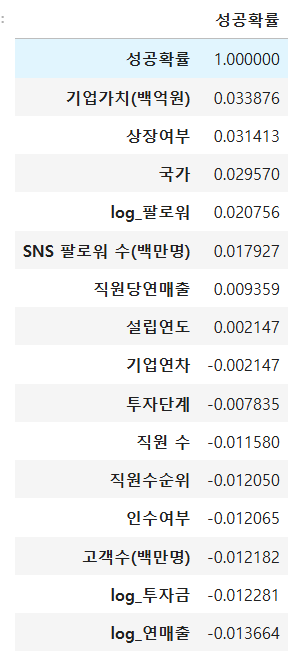 :
성공확률
성공확률 1.000000
기업가치(백억원) 0.033876
상장여부 0.031413
국가 0.029570
log_팔로워 0.020756
SNS 팔로워 수(백만명) 0.017927
직원당연매출 0.009359
설립연도 0.002147
기업연차 -0.002147
투자단계 -0.007835
직원 수 -0.011580
직원수순위 -0.012050
인수여부 -0.012065
고객수(백만명) -0.012182
log_투자금 -0.012281
log_연매출 -0.013664